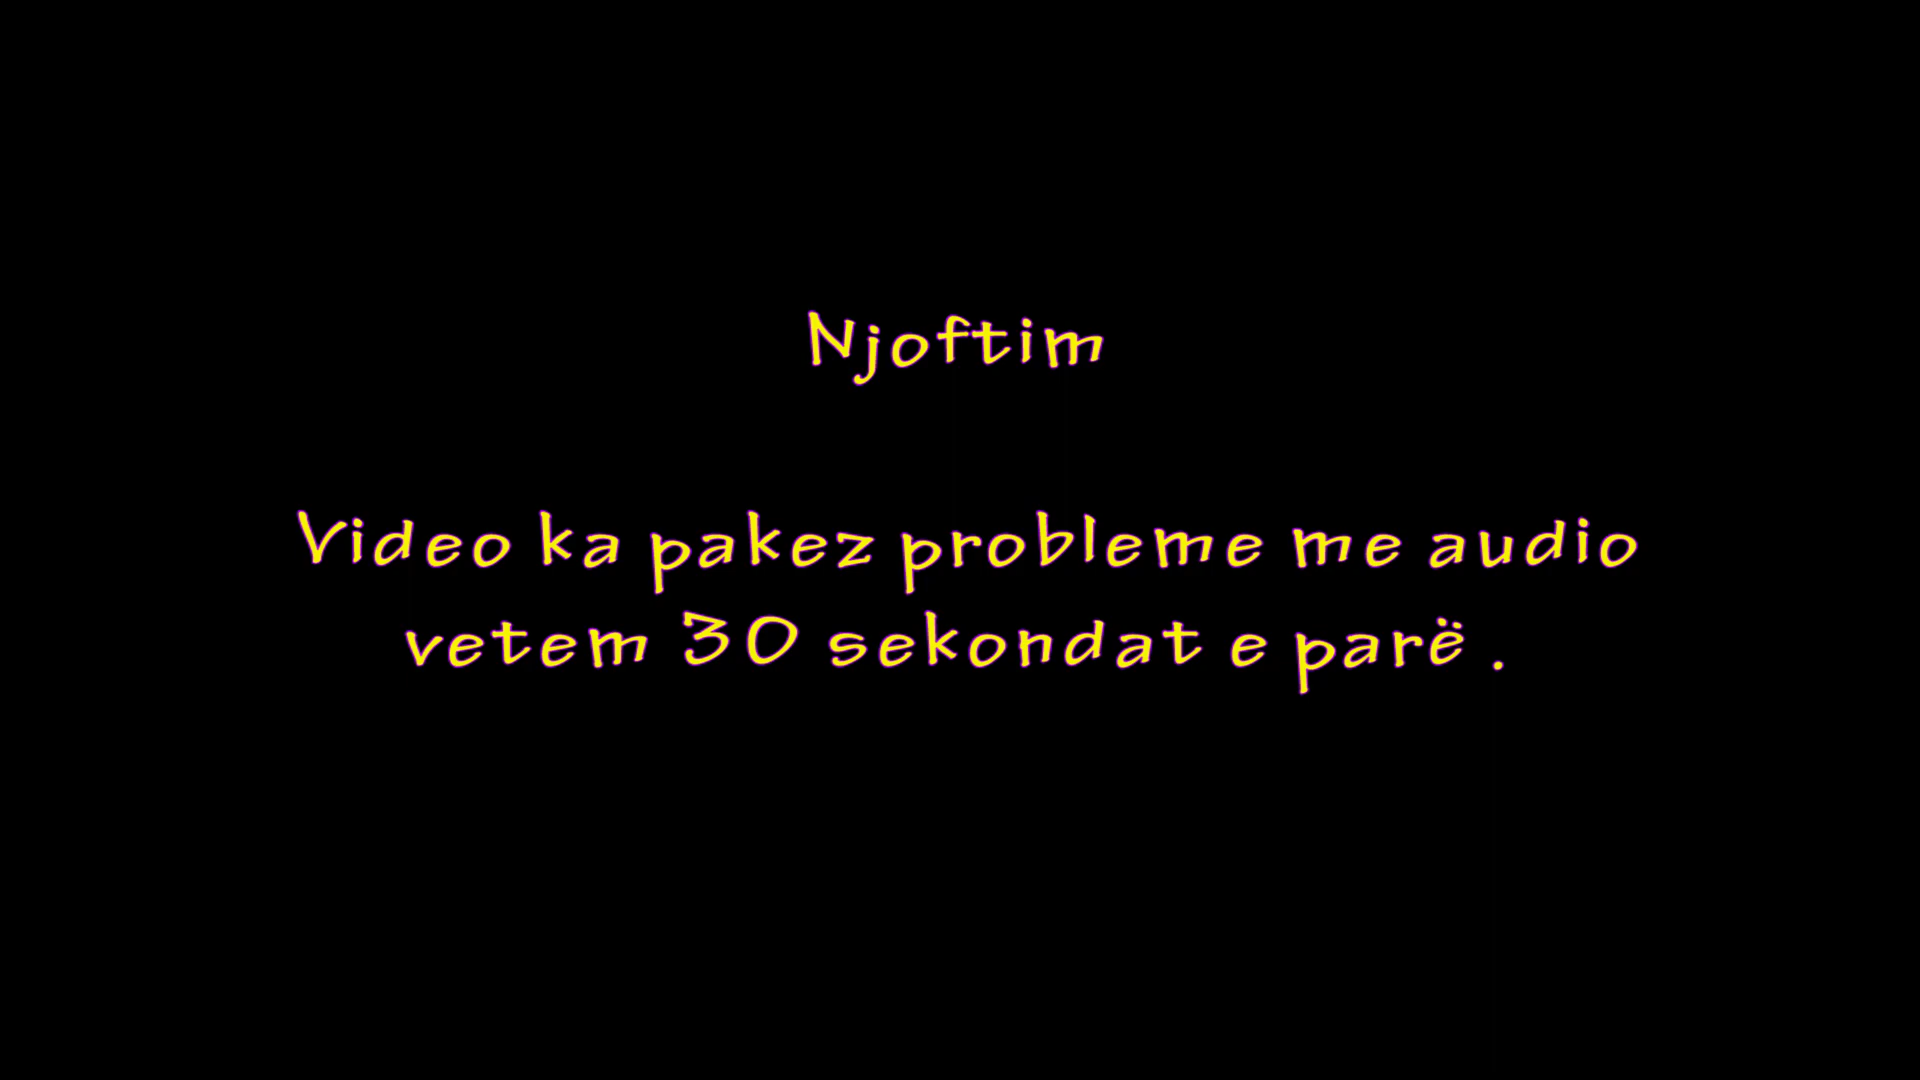 Njoftim
Video ka pakez probleme me audio
vetem 30 sekondat e parë .